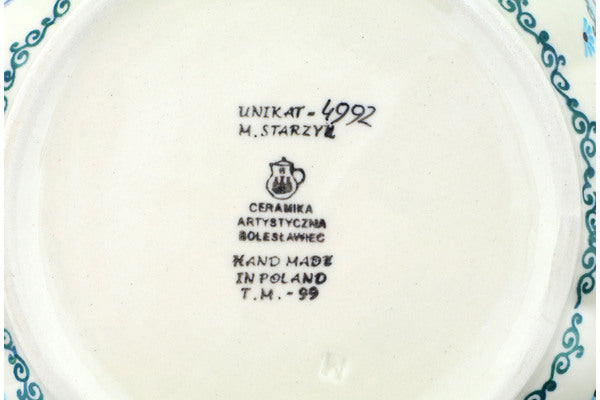 UNIKAT - 4992
M. STARZYK
CERAMIKA
ARTYSTYCZNA
BOLESŁAWIEC
HAND MADE
IN POLAND
T.M. - 99